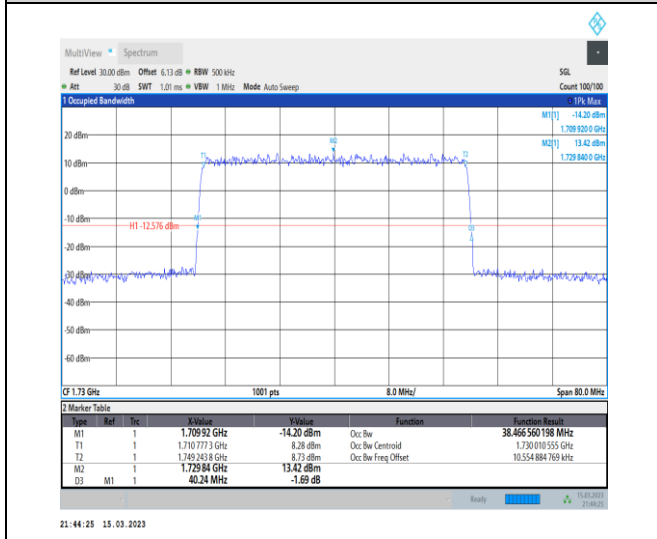 MultiView Spectrum
Ref Level 30.00 dBm Offset 6.13 dB RBW 500 kHz SGL
Att 30 dB SWT 1.01 ms VBW 1 MHz Mode Auto Sweep Count 100/100
1 Occupied Bandwidth 1Pk Max
M1[1] -14.20 dBm
1.709 920 0 GHz
M2[1] 13.42 dBm
1.729 840 0 GHz
20 dBm
M2
T1 T2
10 dBm
0 dBm
-10 dBm
M1
H1 -12.576 dBm
D3
-20 dBm
-30 dBm
-40 dBm
-50 dBm
-60 dBm
CF 1.73 GHz 1001 pts 8.0 MHz/ Span 80.0 MHz
2 Marker Table
Type Ref Trc X-Value Y-Value Function Function Result
M1 1 1.709 92 GHz -14.20 dBm Occ Bw 38.466 560 198 MHz
T1 1 1.710 777 3 GHz 8.28 dBm Occ Bw Centroid 1.730 010 555 GHz
T2 1 1.749 243 8 GHz 8.73 dBm Occ Bw Freq Offset 10.554 884 769 kHz
M2 1 1.729 84 GHz 13.42 dBm
D3 M1 1 40.24 MHz -1.69 dB
Ready 15.03.2023
21:44:25
21:44:25 15.03.2023